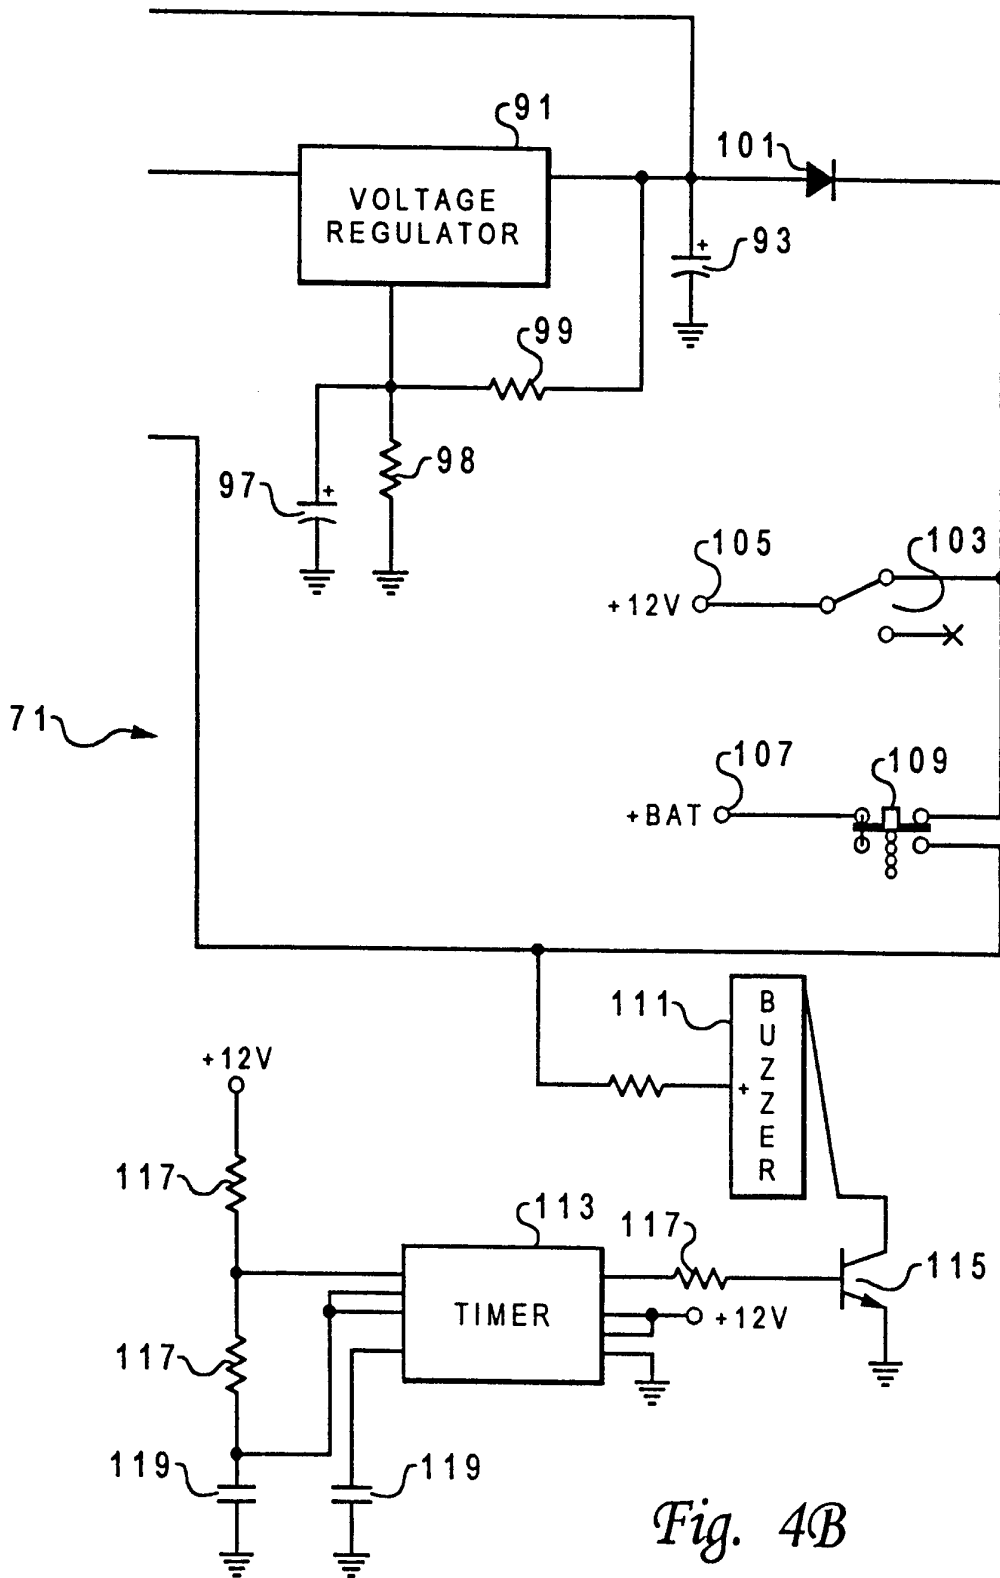 91
101
VOLTAGE
REGULATOR
+
93
99
98
97
+
105
103
+12V
71
107
109
+BAT
111
BUZZER
+
+12V
117
113
117
115
TIMER
+12V
117
119
119
Fig. 4B